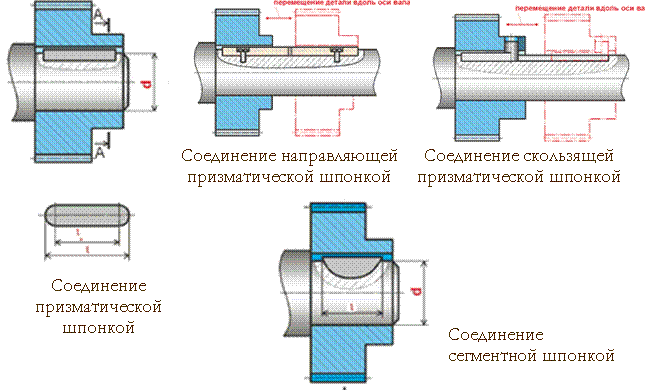 перемещение детали вдоль оси вала
перемещение детали вдоль оси ва
A
A
d
Соединение направляющей
призматической шпонкой
Соединение скользящей
призматической шпонкой
l
l
Соединение
призматической
шпонкой
d
l
Соединение
сегментной шпонкой